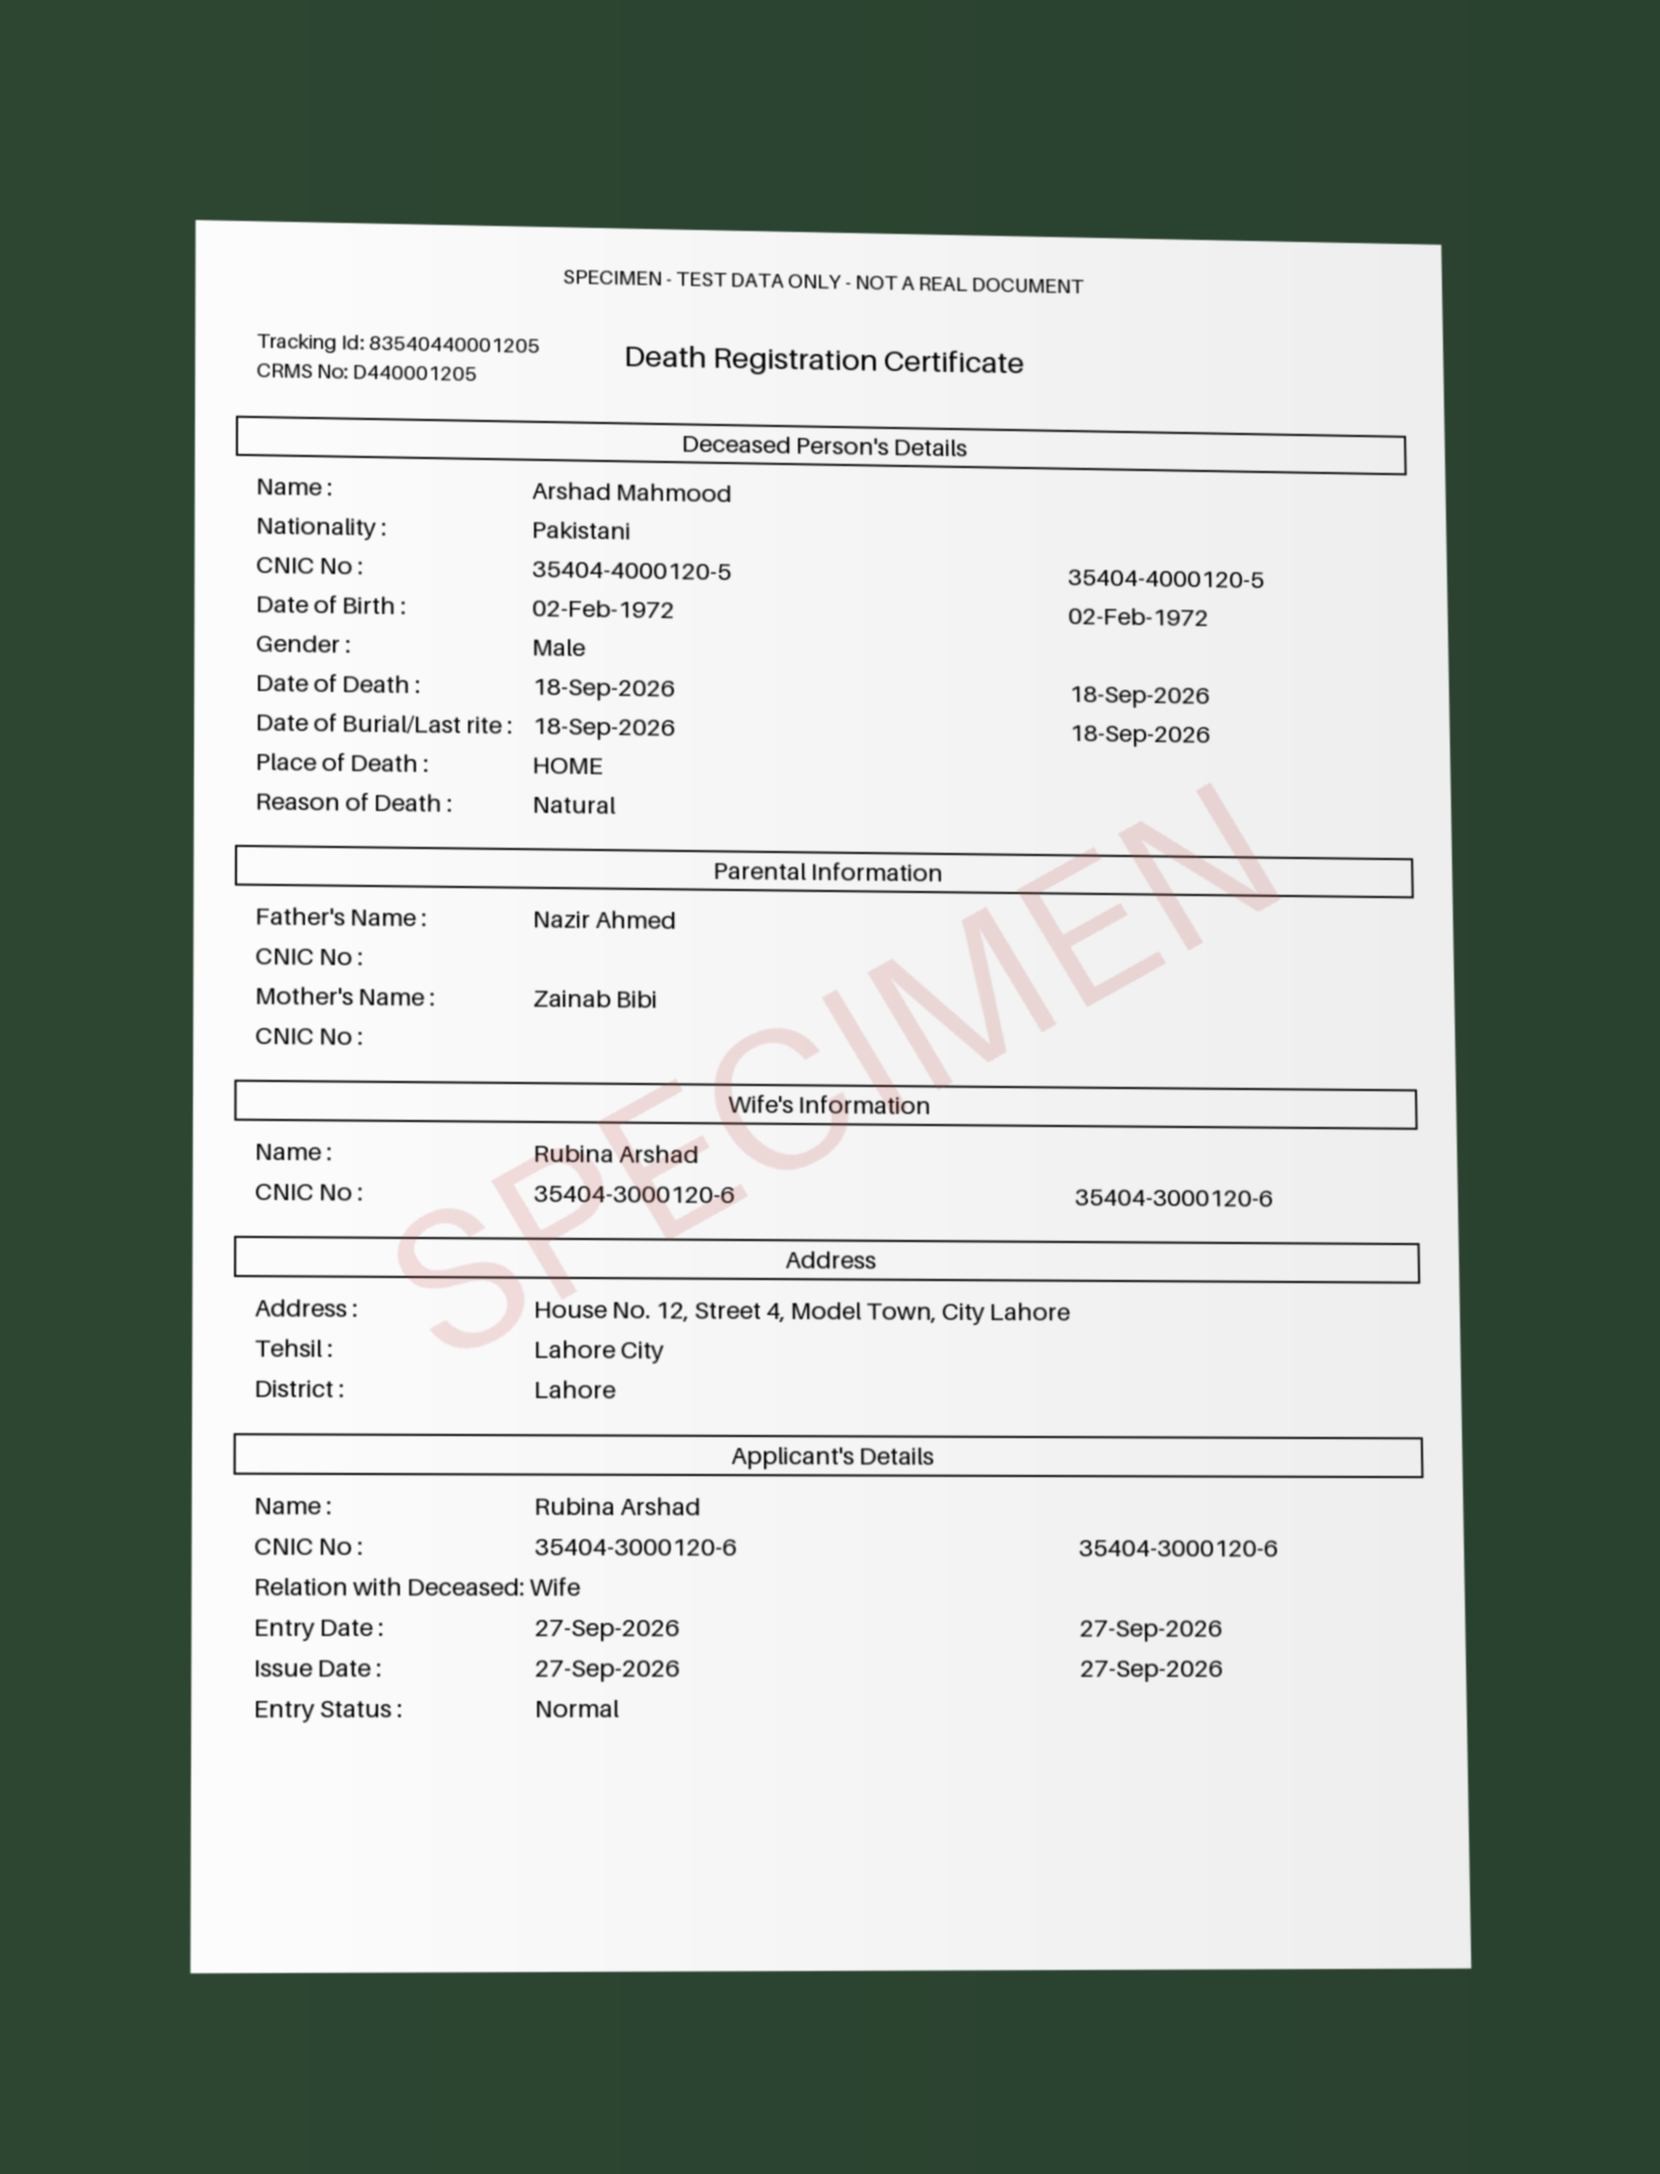 SPECIMEN - TEST DATA ONLY - NOT A REAL DOCUMENT
Tracking Id: 83540440001205
CRMS No: D440001205
Death Registration Certificate
Deceased Person's Details
Name : Arshad Mahmood
Nationality : Pakistani
CNIC No : 35404-4000120-5 35404-4000120-5
Date of Birth : 02-Feb-1972 02-Feb-1972
Gender : Male
Date of Death : 18-Sep-2026 18-Sep-2026
Date of Burial/Last rite : 18-Sep-2026 18-Sep-2026
Place of Death : HOME
Reason of Death : Natural
Parental Information
Father's Name : Nazir Ahmed
CNIC No :
Mother's Name : Zainab Bibi
CNIC No :
Wife's Information
Name : Rubina Arshad
CNIC No : 35404-3000120-6 35404-3000120-6
Address
Address : House No. 12, Street 4, Model Town, City Lahore
Tehsil : Lahore City
District : Lahore
Applicant's Details
Name : Rubina Arshad
CNIC No : 35404-3000120-6 35404-3000120-6
Relation with Deceased: Wife
Entry Date : 27-Sep-2026 27-Sep-2026
Issue Date : 27-Sep-2026 27-Sep-2026
Entry Status : Normal
SPECIMEN